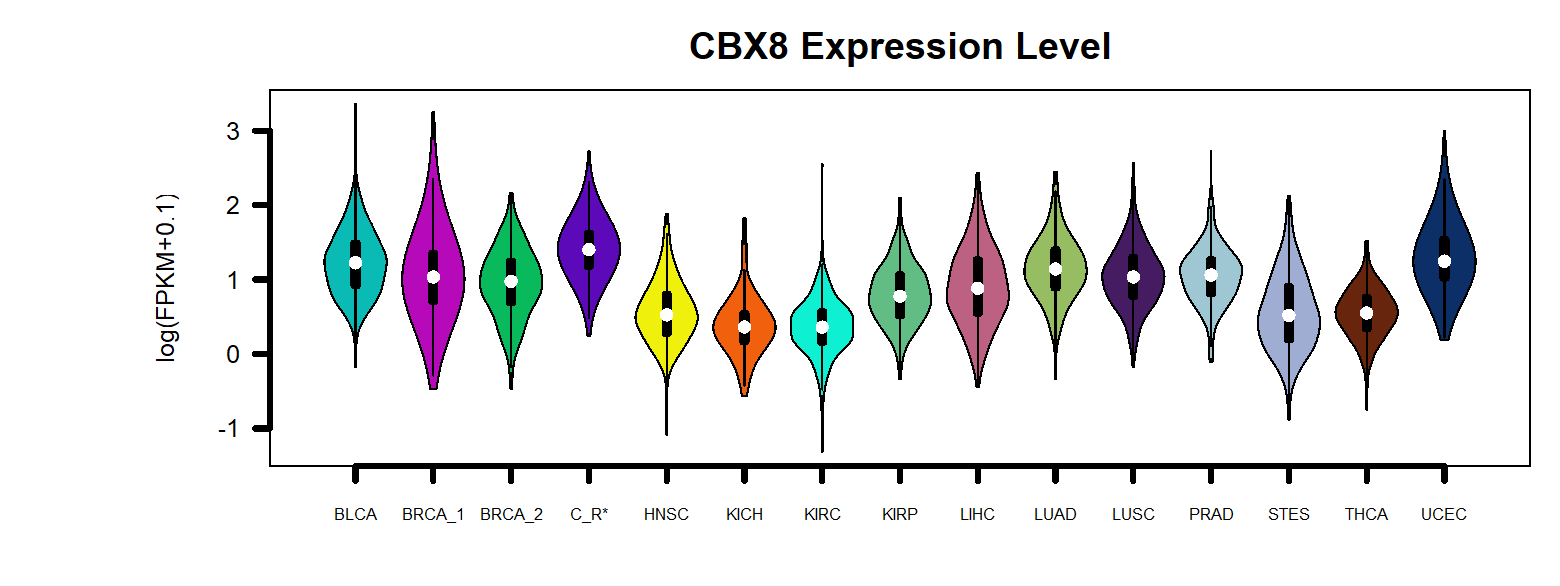 CBX8 Expression Level
log(FPKM+0.1)
3
2
1
0
-1
BLCA BRCA_1 BRCA_2 C_R* HNSC KICH KIRC KIRP LIHC LUAD LUSC PRAD STES THCA UCEC